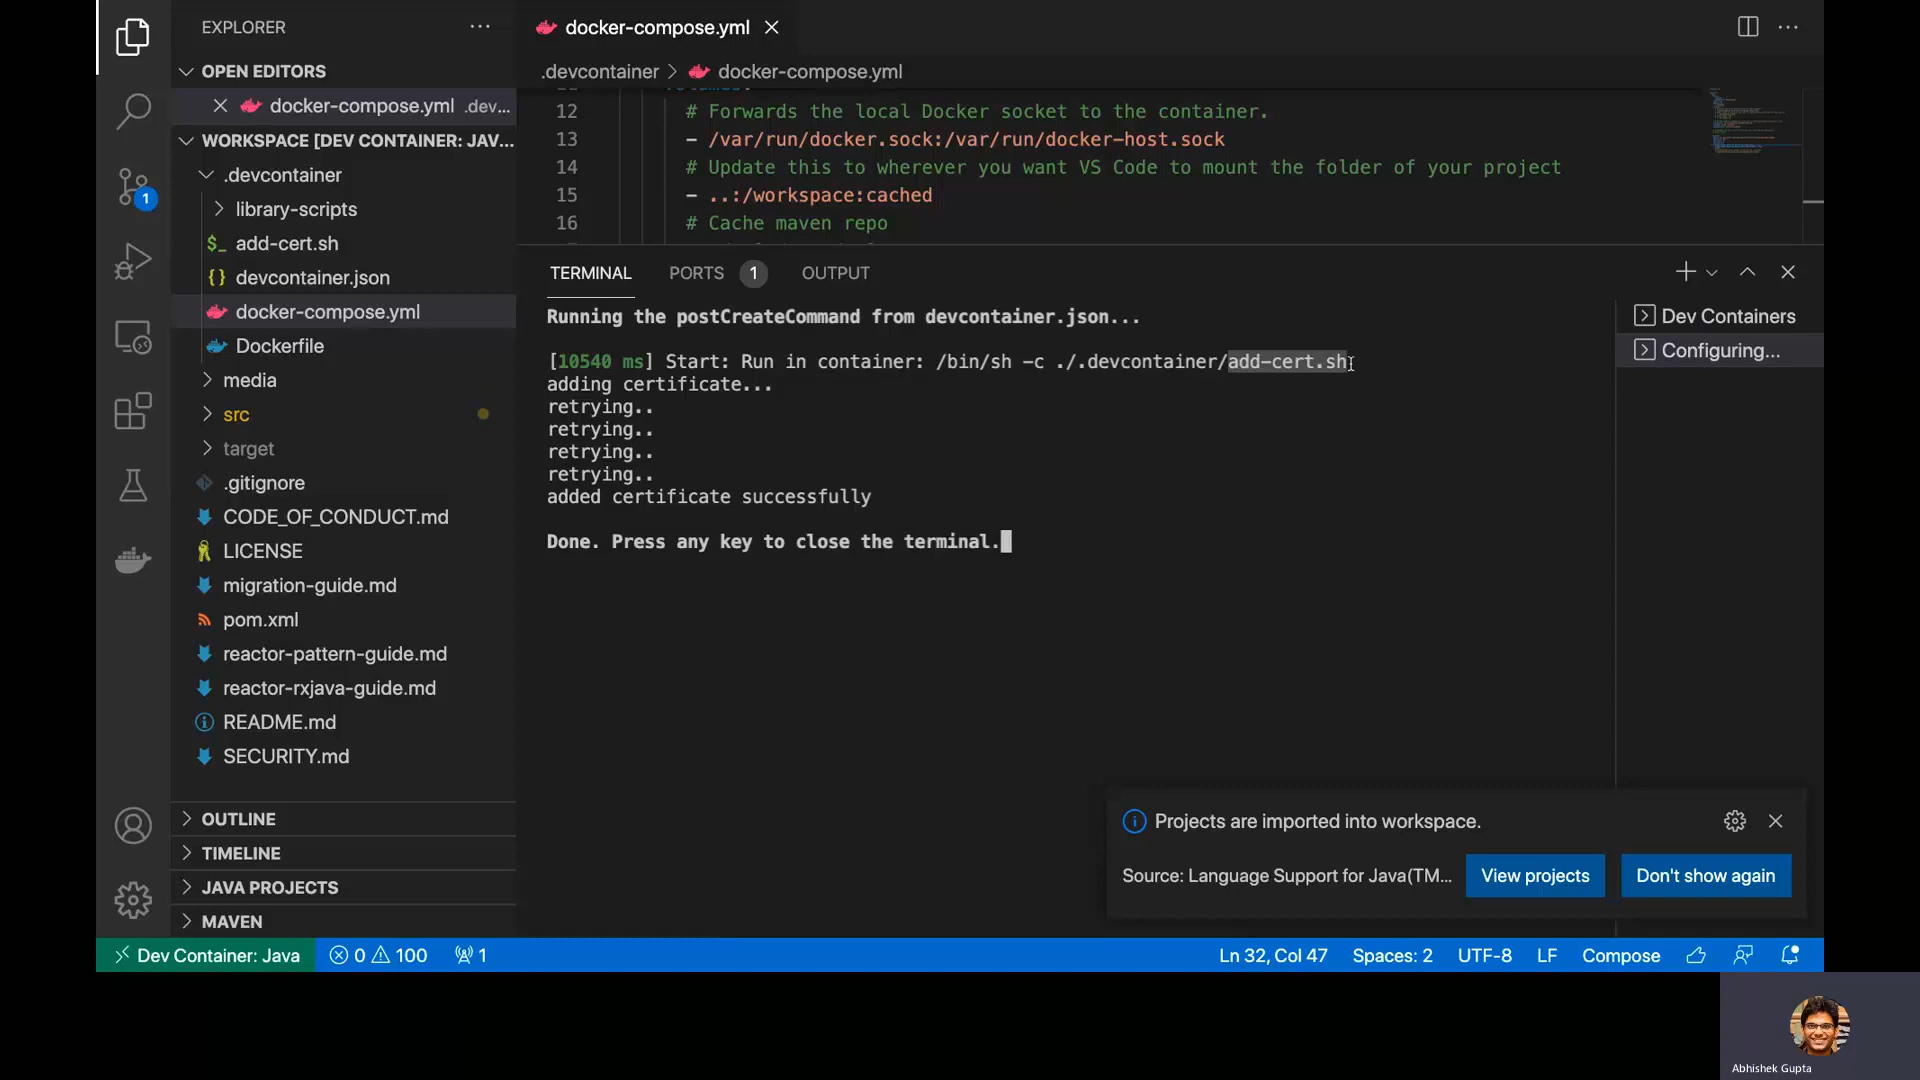 EXPLORER
OPEN EDITORS
docker-compose.yml .dev...
WORKSPACE [DEV CONTAINER: JAV...
.devcontainer
library-scripts
add-cert.sh
devcontainer.json
docker-compose.yml
Dockerfile
media
src
target
.gitignore
CODE_OF_CONDUCT.md
LICENSE
migration-guide.md
pom.xml
reactor-pattern-guide.md
reactor-rxjava-guide.md
README.md
SECURITY.md
OUTLINE
TIMELINE
JAVA PROJECTS
MAVEN
1
docker-compose.yml
.devcontainer > docker-compose.yml
12 # Forwards the local Docker socket to the container.
13 - /var/run/docker.sock:/var/run/docker-host.sock
14 # Update this to wherever you want VS Code to mount the folder of your project
15 - ..:/workspace:cached
16 # Cache maven repo
TERMINAL PORTS 1 OUTPUT
Running the postCreateCommand from devcontainer.json...
[10540 ms] Start: Run in container: /bin/sh -c ./.devcontainer/add-cert.sh
adding certificate...
retrying..
retrying..
retrying..
retrying..
added certificate successfully
Done. Press any key to close the terminal.
Dev Containers
Configuring...
Projects are imported into workspace.
Source: Language Support for Java(TM... View projects Don't show again
Dev Container: Java 0 100 1 Ln 32, Col 47 Spaces: 2 UTF-8 LF Compose
Abhishek Gupta